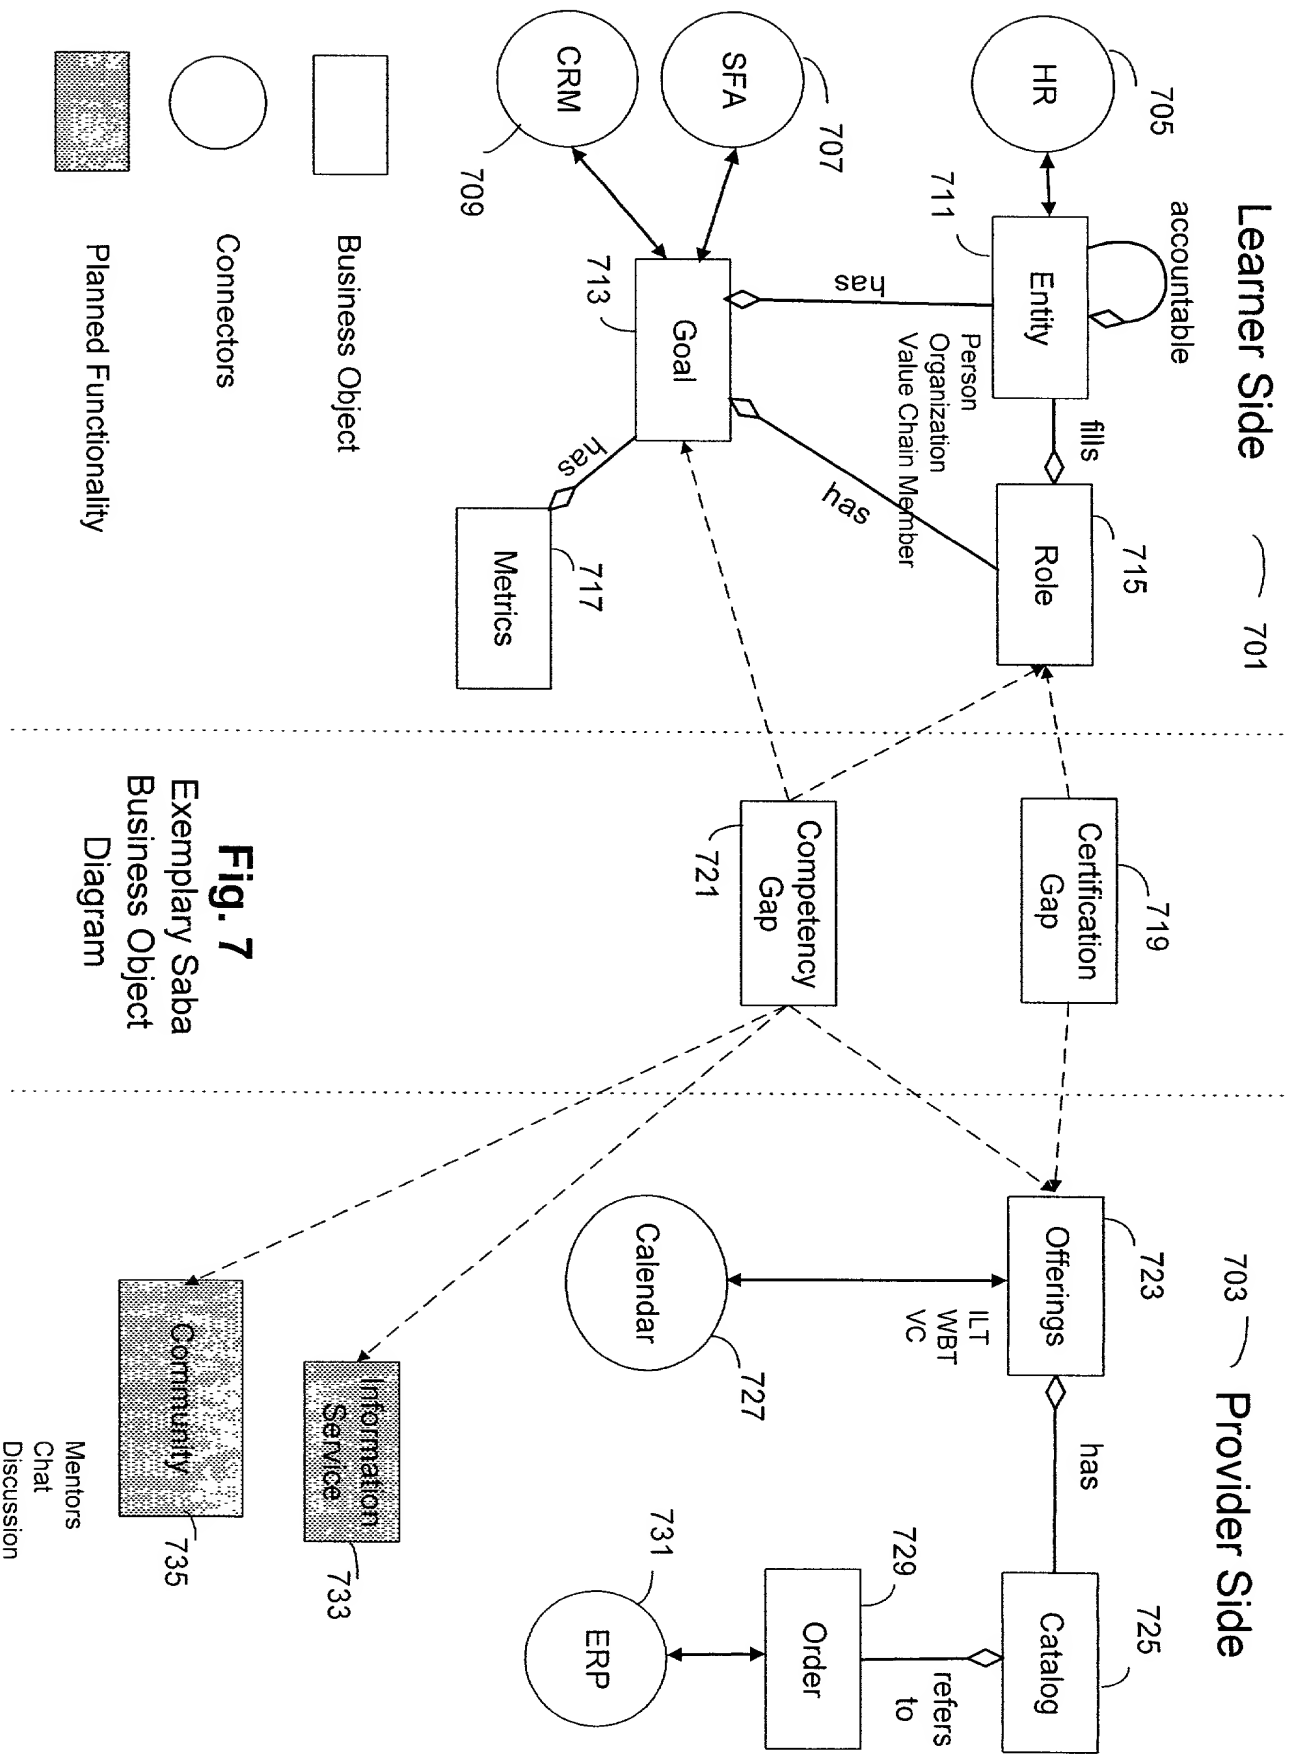 Learner Side
701
703
Provider Side
705
HR
accountable
711
Entity
fills
715
Role
Person
Organization
Value Chain Member
has
has
707
SFA
709
CRM
713
Goal
has
717
Metrics
719
Certification
Gap
721
Competency
Gap
723
Offerings
ILT
WBT
VC
has
725
Catalog
refers
to
729
Order
731
ERP
727
Calendar
Information
Service
733
Community
735
Mentors
Chat
Discussion
Business Object
Connectors
Planned Functionality
Fig. 7
Exemplary Saba
Business Object
Diagram